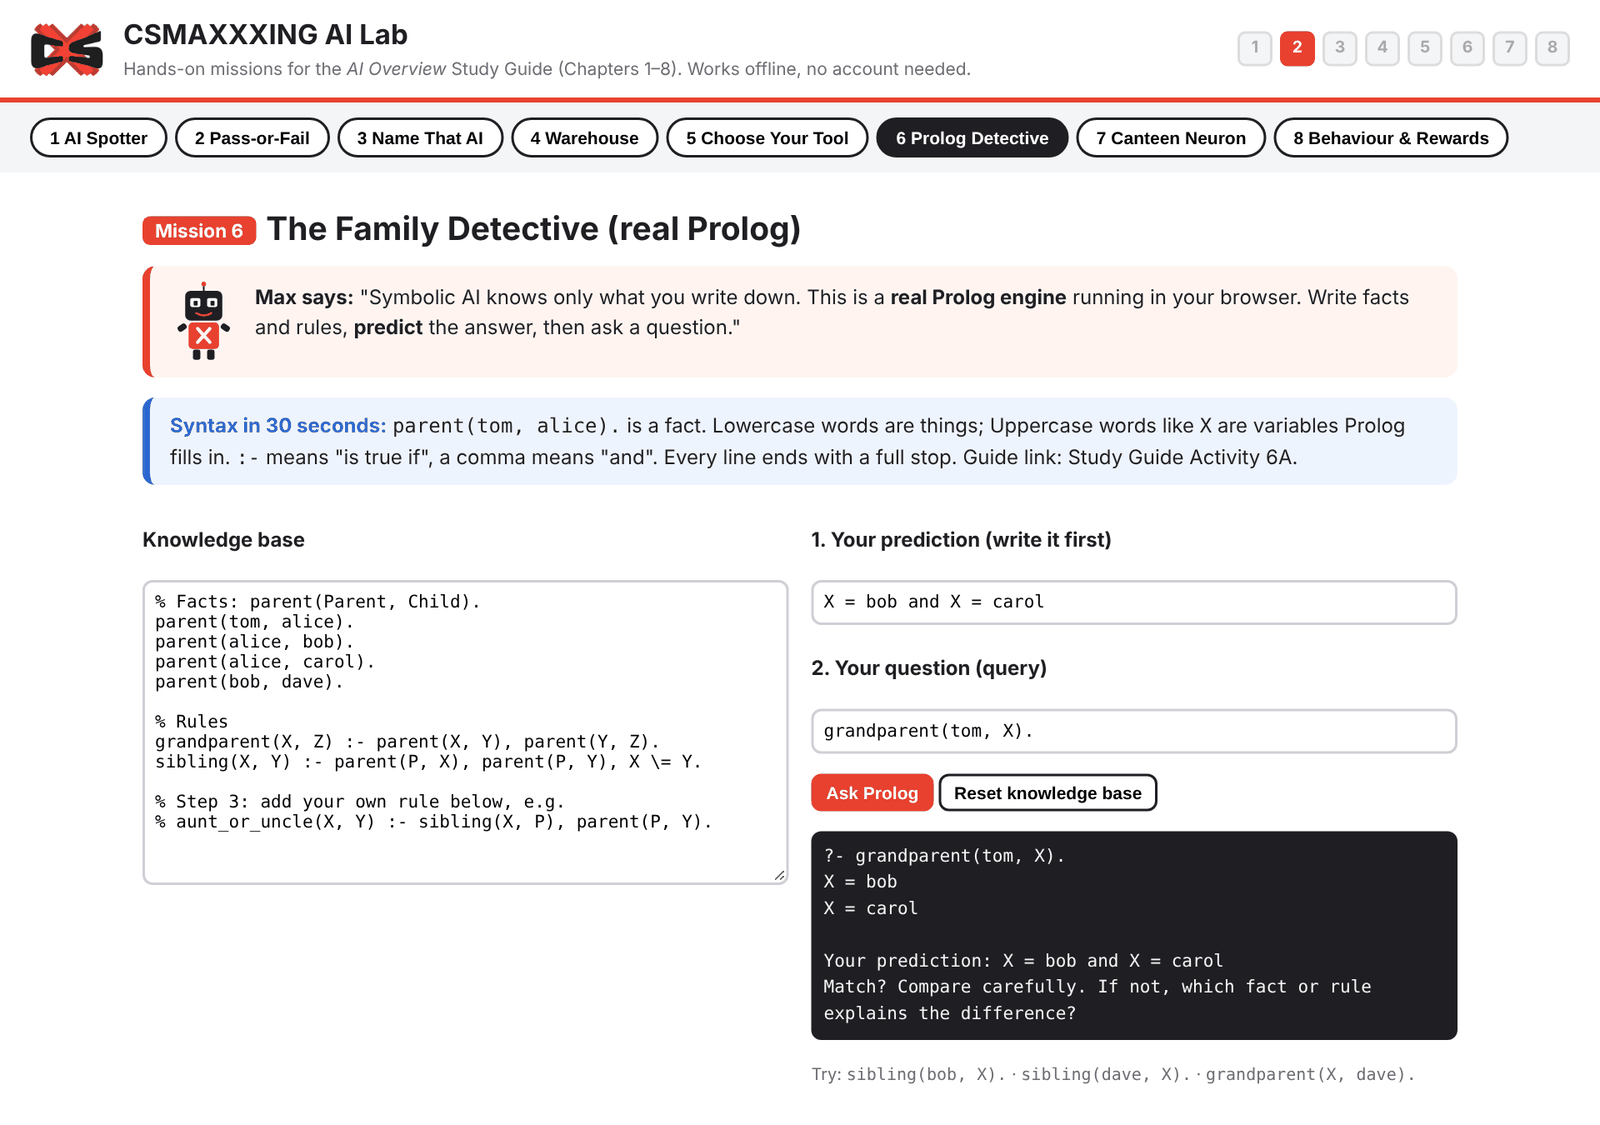 CS
CSMAXXXING AI Lab
Hands-on missions for the AI Overview Study Guide (Chapters 1–8). Works offline, no account needed.
1 2 3 4 5 6 7 8
1 AI Spotter
2 Pass-or-Fail
3 Name That AI
4 Warehouse
5 Choose Your Tool
6 Prolog Detective
7 Canteen Neuron
8 Behaviour & Rewards
Mission 6 The Family Detective (real Prolog)
X
Max says: "Symbolic AI knows only what you write down. This is a real Prolog engine running in your browser. Write facts
and rules, predict the answer, then ask a question."
Syntax in 30 seconds: parent(tom, alice). is a fact. Lowercase words are things; Uppercase words like X are variables Prolog
fills in. :- means "is true if", a comma means "and". Every line ends with a full stop. Guide link: Study Guide Activity 6A.
Knowledge base
% Facts: parent(Parent, Child).
parent(tom, alice).
parent(alice, bob).
parent(alice, carol).
parent(bob, dave).
% Rules
grandparent(X, Z) :- parent(X, Y), parent(Y, Z).
sibling(X, Y) :- parent(P, X), parent(P, Y), X \= Y.
% Step 3: add your own rule below, e.g.
% aunt_or_uncle(X, Y) :- sibling(X, P), parent(P, Y).
1. Your prediction (write it first)
X = bob and X = carol
2. Your question (query)
grandparent(tom, X).
Ask Prolog
Reset knowledge base
?- grandparent(tom, X).
X = bob
X = carol
Your prediction: X = bob and X = carol
Match? Compare carefully. If not, which fact or rule
explains the difference?
Try: sibling(bob, X). · sibling(dave, X). · grandparent(X, dave).